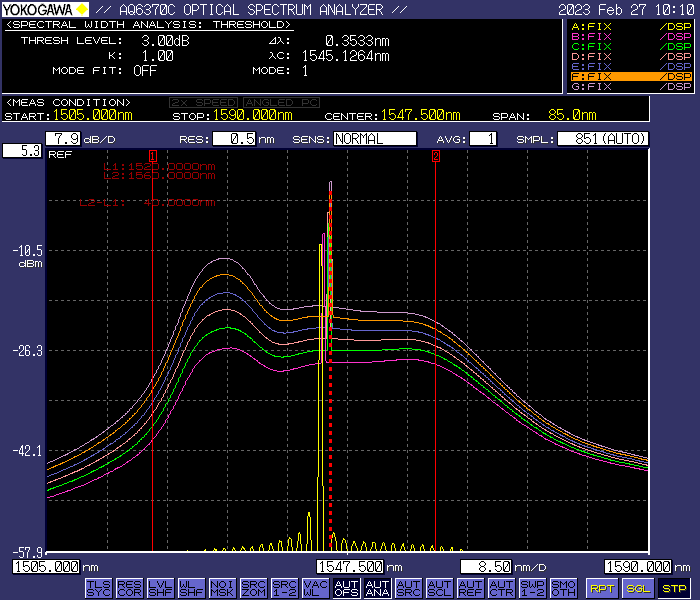 YOKOGAWA // AQ6370C OPTICAL SPECTRUM ANALYZER // 2023 Feb 27 10:10
<SPECTRAL WIDTH ANALYSIS: THRESHOLD>
THRESH LEVEL: 3.00dB Δλ: 0.3533nm
K: 1.00 λC: 1545.1264nm
MODE FIT: OFF MODE: 1
A:FIX /DSP
B:FIX /DSP
C:FIX /DSP
D:FIX /DSP
E:FIX /DSP
F:FIX /DSP
G:FIX /DSP
<MEAS CONDITION> 2X SPEED ANGLED PC
START:1505.000nm STOP:1590.000nm CENTER:1547.500nm SPAN: 85.0nm
7.9 dB/D RES: 0.5 nm SENS: NORMAL AVG: 1 SMPL: 851(AUTO)
5.3 REF
1 2
L1:1520.0000nm
L2:1560.0000nm
L2-L1: 40.0000nm
-10.5
dBm
-26.3
-42.1
-57.9
1505.000 nm 1547.500 nm 8.50 nm/D 1590.000 nm
TLS SYC RES COR LVL SHF WL SHF NOI MSK SRC ZOM SRC 1-2 VAC WL AUT OFS AUT ANA AUT SRC AUT SCL AUT REF AUT CTR SWP 1-2 SMO OTH RPT SGL STP